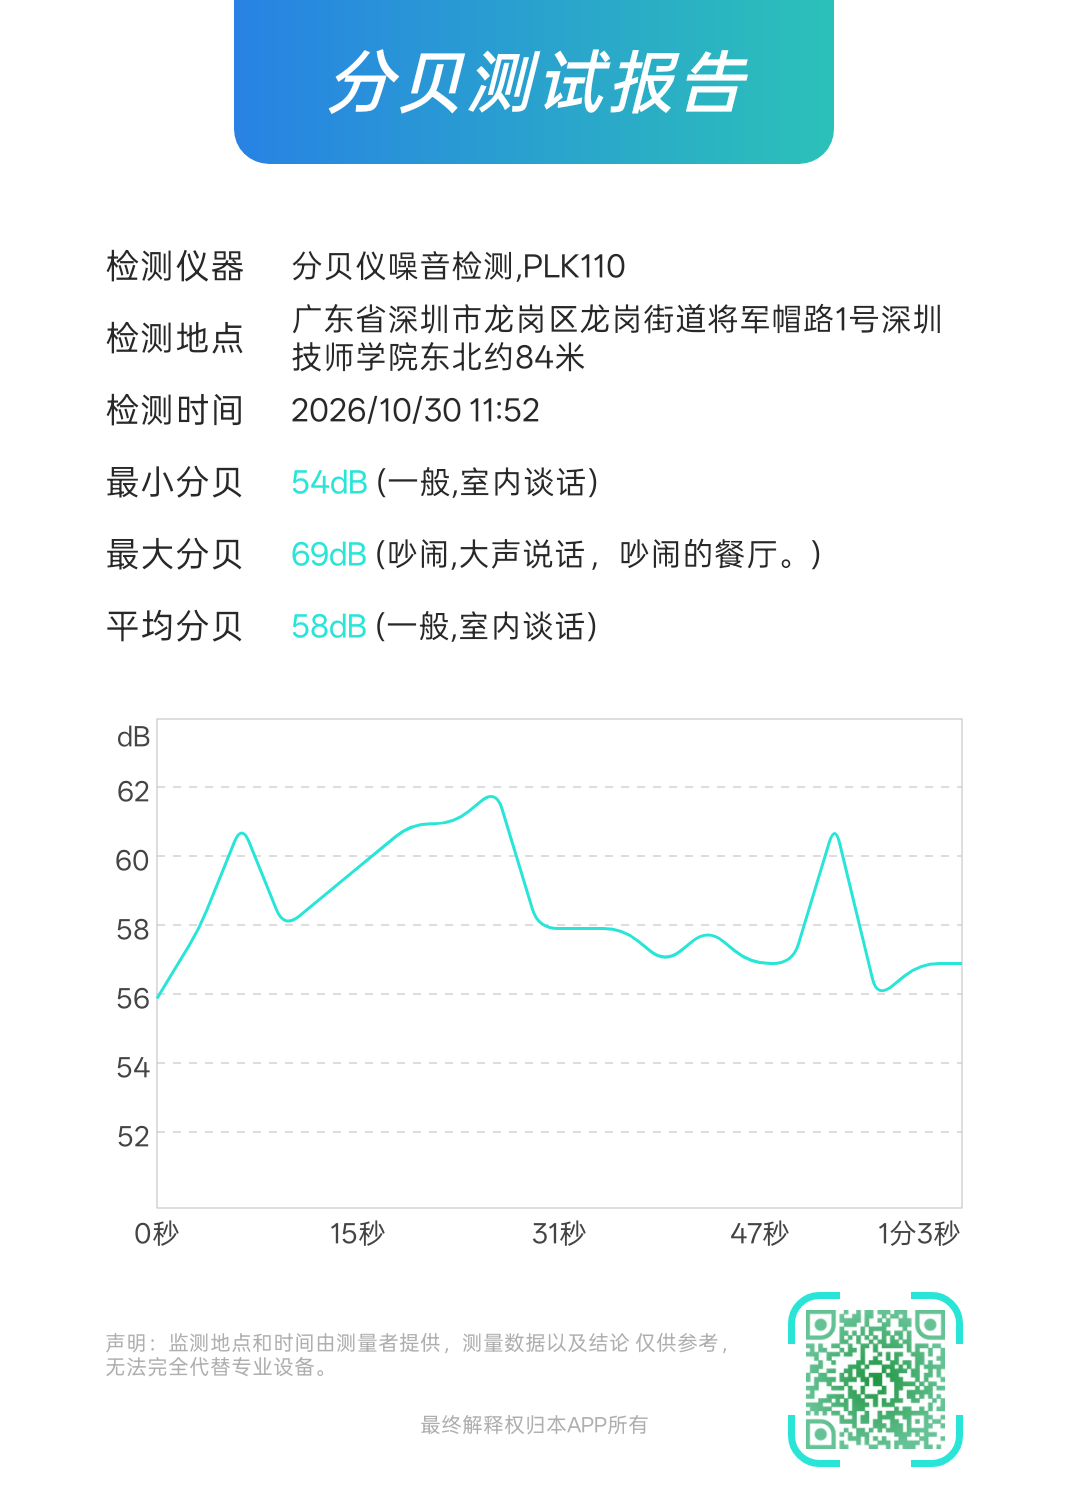 分贝测试报告
检测仪器 分贝仪噪音检测,PLK110
检测地点 广东省深圳市龙岗区龙岗街道将军帽路1号深圳
技师学院东北约84米
检测时间 2026/10/30 11:52
最小分贝 54dB (一般,室内谈话)
最大分贝 69dB (吵闹,大声说话，吵闹的餐厅。)
平均分贝 58dB (一般,室内谈话)
dB
62
60
58
56
54
52
0秒 15秒 31秒 47秒 1分3秒
声明：监测地点和时间由测量者提供，测量数据以及结论 仅供参考，
无法完全代替专业设备。
最终解释权归本APP所有